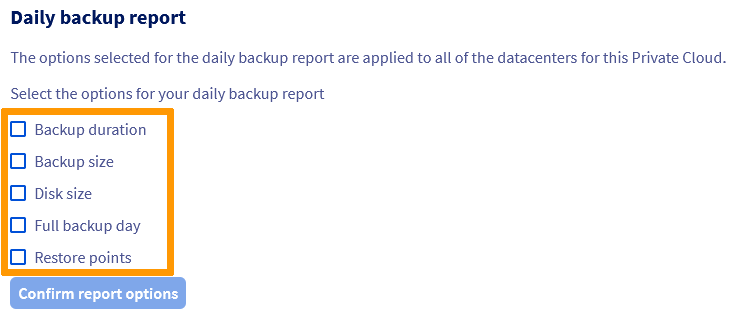 Daily backup report
The options selected for the daily backup report are applied to all of the datacenters for this Private Cloud.
Select the options for your daily backup report
Backup duration
Backup size
Disk size
Full backup day
Restore points
Confirm report options